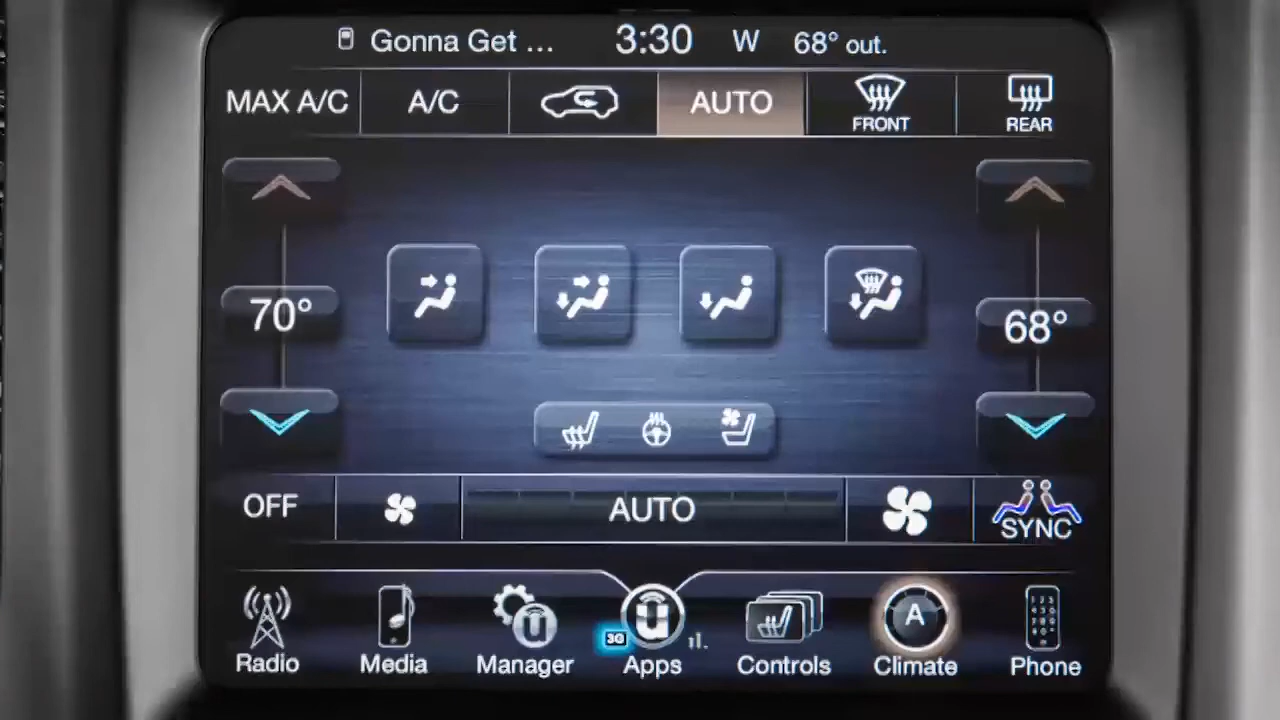 Gonna Get ... 3:30 W 68° out.
MAX A/C A/C AUTO FRONT REAR
70° 68°
OFF AUTO SYNC
3G
Radio Media Manager Apps Controls Climate Phone